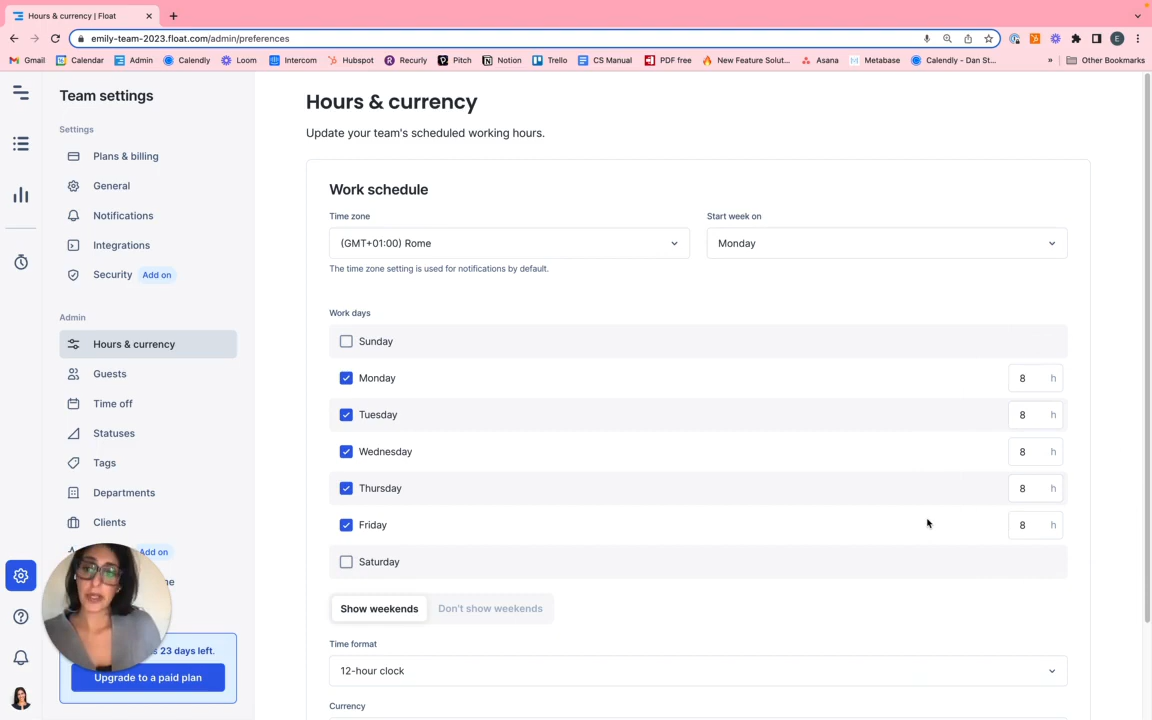 Hours & currency | Float
emily-team-2023.float.com/admin/preferences
E
Gmail
Calendar
Admin
Calendly
Loom
Intercom
Hubspot
Recurly
Pitch
Notion
Trello
CS Manual
PDF free
New Feature Solut...
Asana
Metabase
Calendly - Dan St...
»
Other Bookmarks
Team settings
Settings
Plans & billing
General
Notifications
Integrations
Security Add on
Admin
Hours & currency
Guests
Time off
Statuses
Tags
Departments
Clients
Add on
23 days left.
Upgrade to a paid plan
Hours & currency
Update your team's scheduled working hours.
Work schedule
Time zone
(GMT+01:00) Rome
The time zone setting is used for notifications by default.
Start week on
Monday
Work days
Sunday
Monday 8 h
Tuesday 8 h
Wednesday 8 h
Thursday 8 h
Friday 8 h
Saturday
Show weekends Don't show weekends
Time format
12-hour clock
Currency